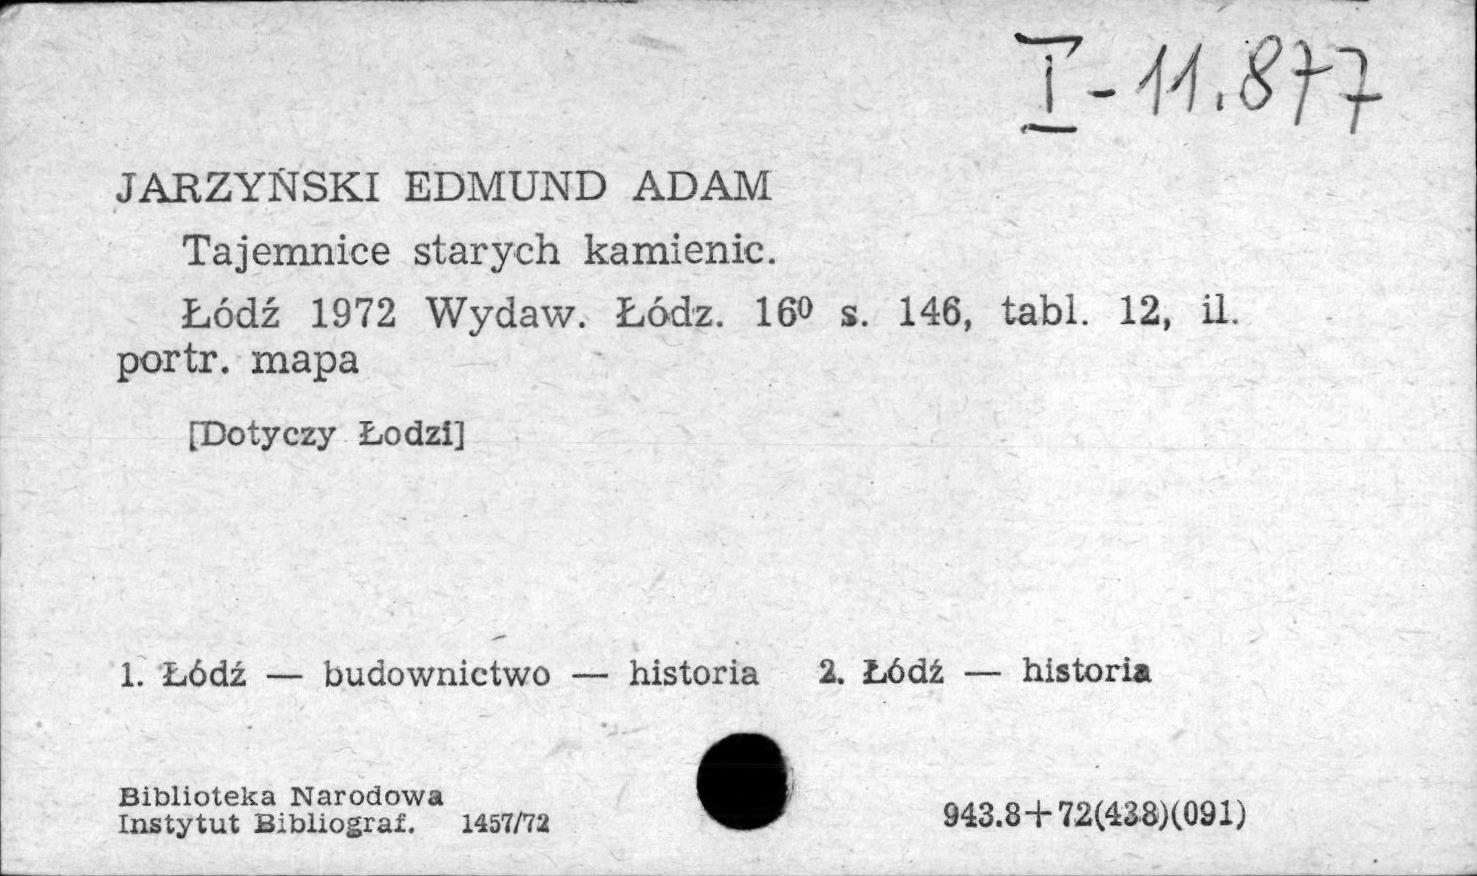 I-11.877
JARZYŃSKI EDMUND ADAM
Tajemnice starych kamienic.
Łódź 1972 Wydaw. Łódz. 16⁰ s. 146, tabl. 12, il.
portr. mapa
[Dotyczy Łodzi]
1. Łódź — budownictwo — historia 2. Łódź — historia
Biblioteka Narodowa
Instytut Bibliograf. 1457/72
943.8+72(438)(091)